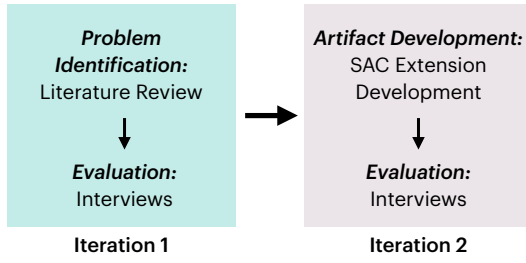 Problem
Identification:
Literature Review
Evaluation:
Interviews
Iteration 1
Artifact Development:
SAC Extension
Development
Evaluation:
Interviews
Iteration 2